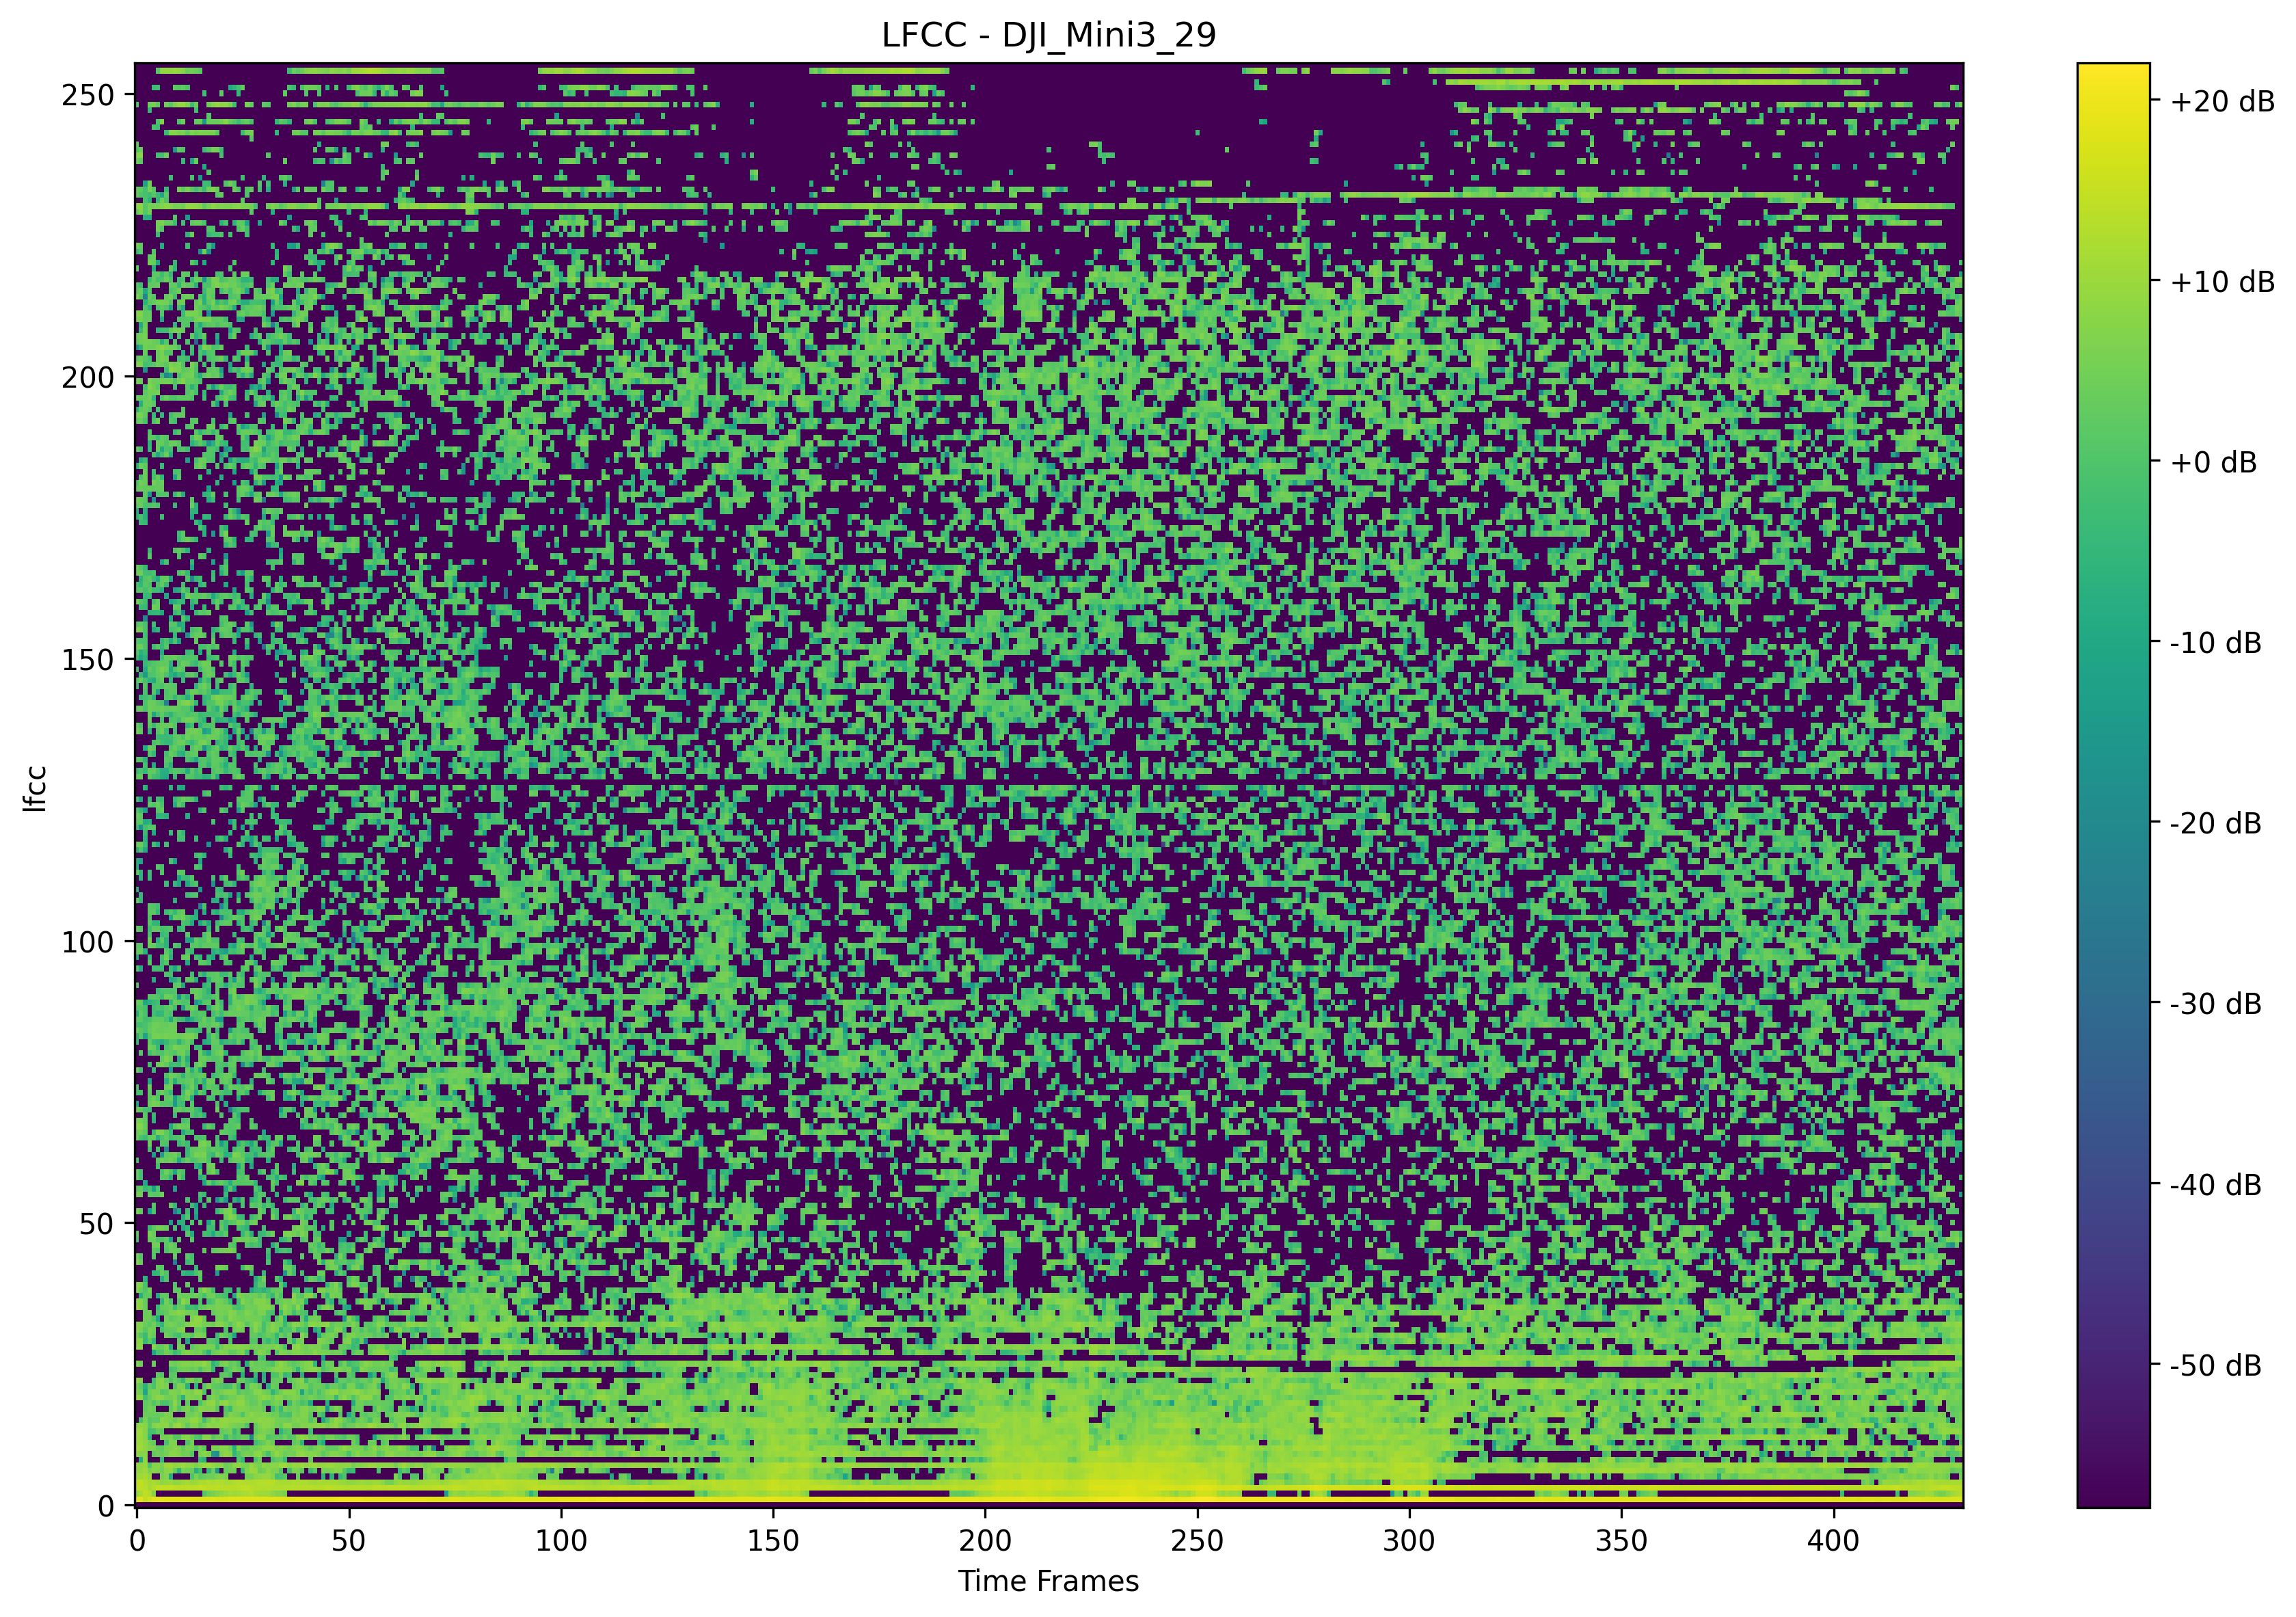 LFCC - DJI_Mini3_29
250
200
150
100
50
0
lfcc
0 50 100 150 200 250 300 350 400
Time Frames
+20 dB
+10 dB
+0 dB
-10 dB
-20 dB
-30 dB
-40 dB
-50 dB